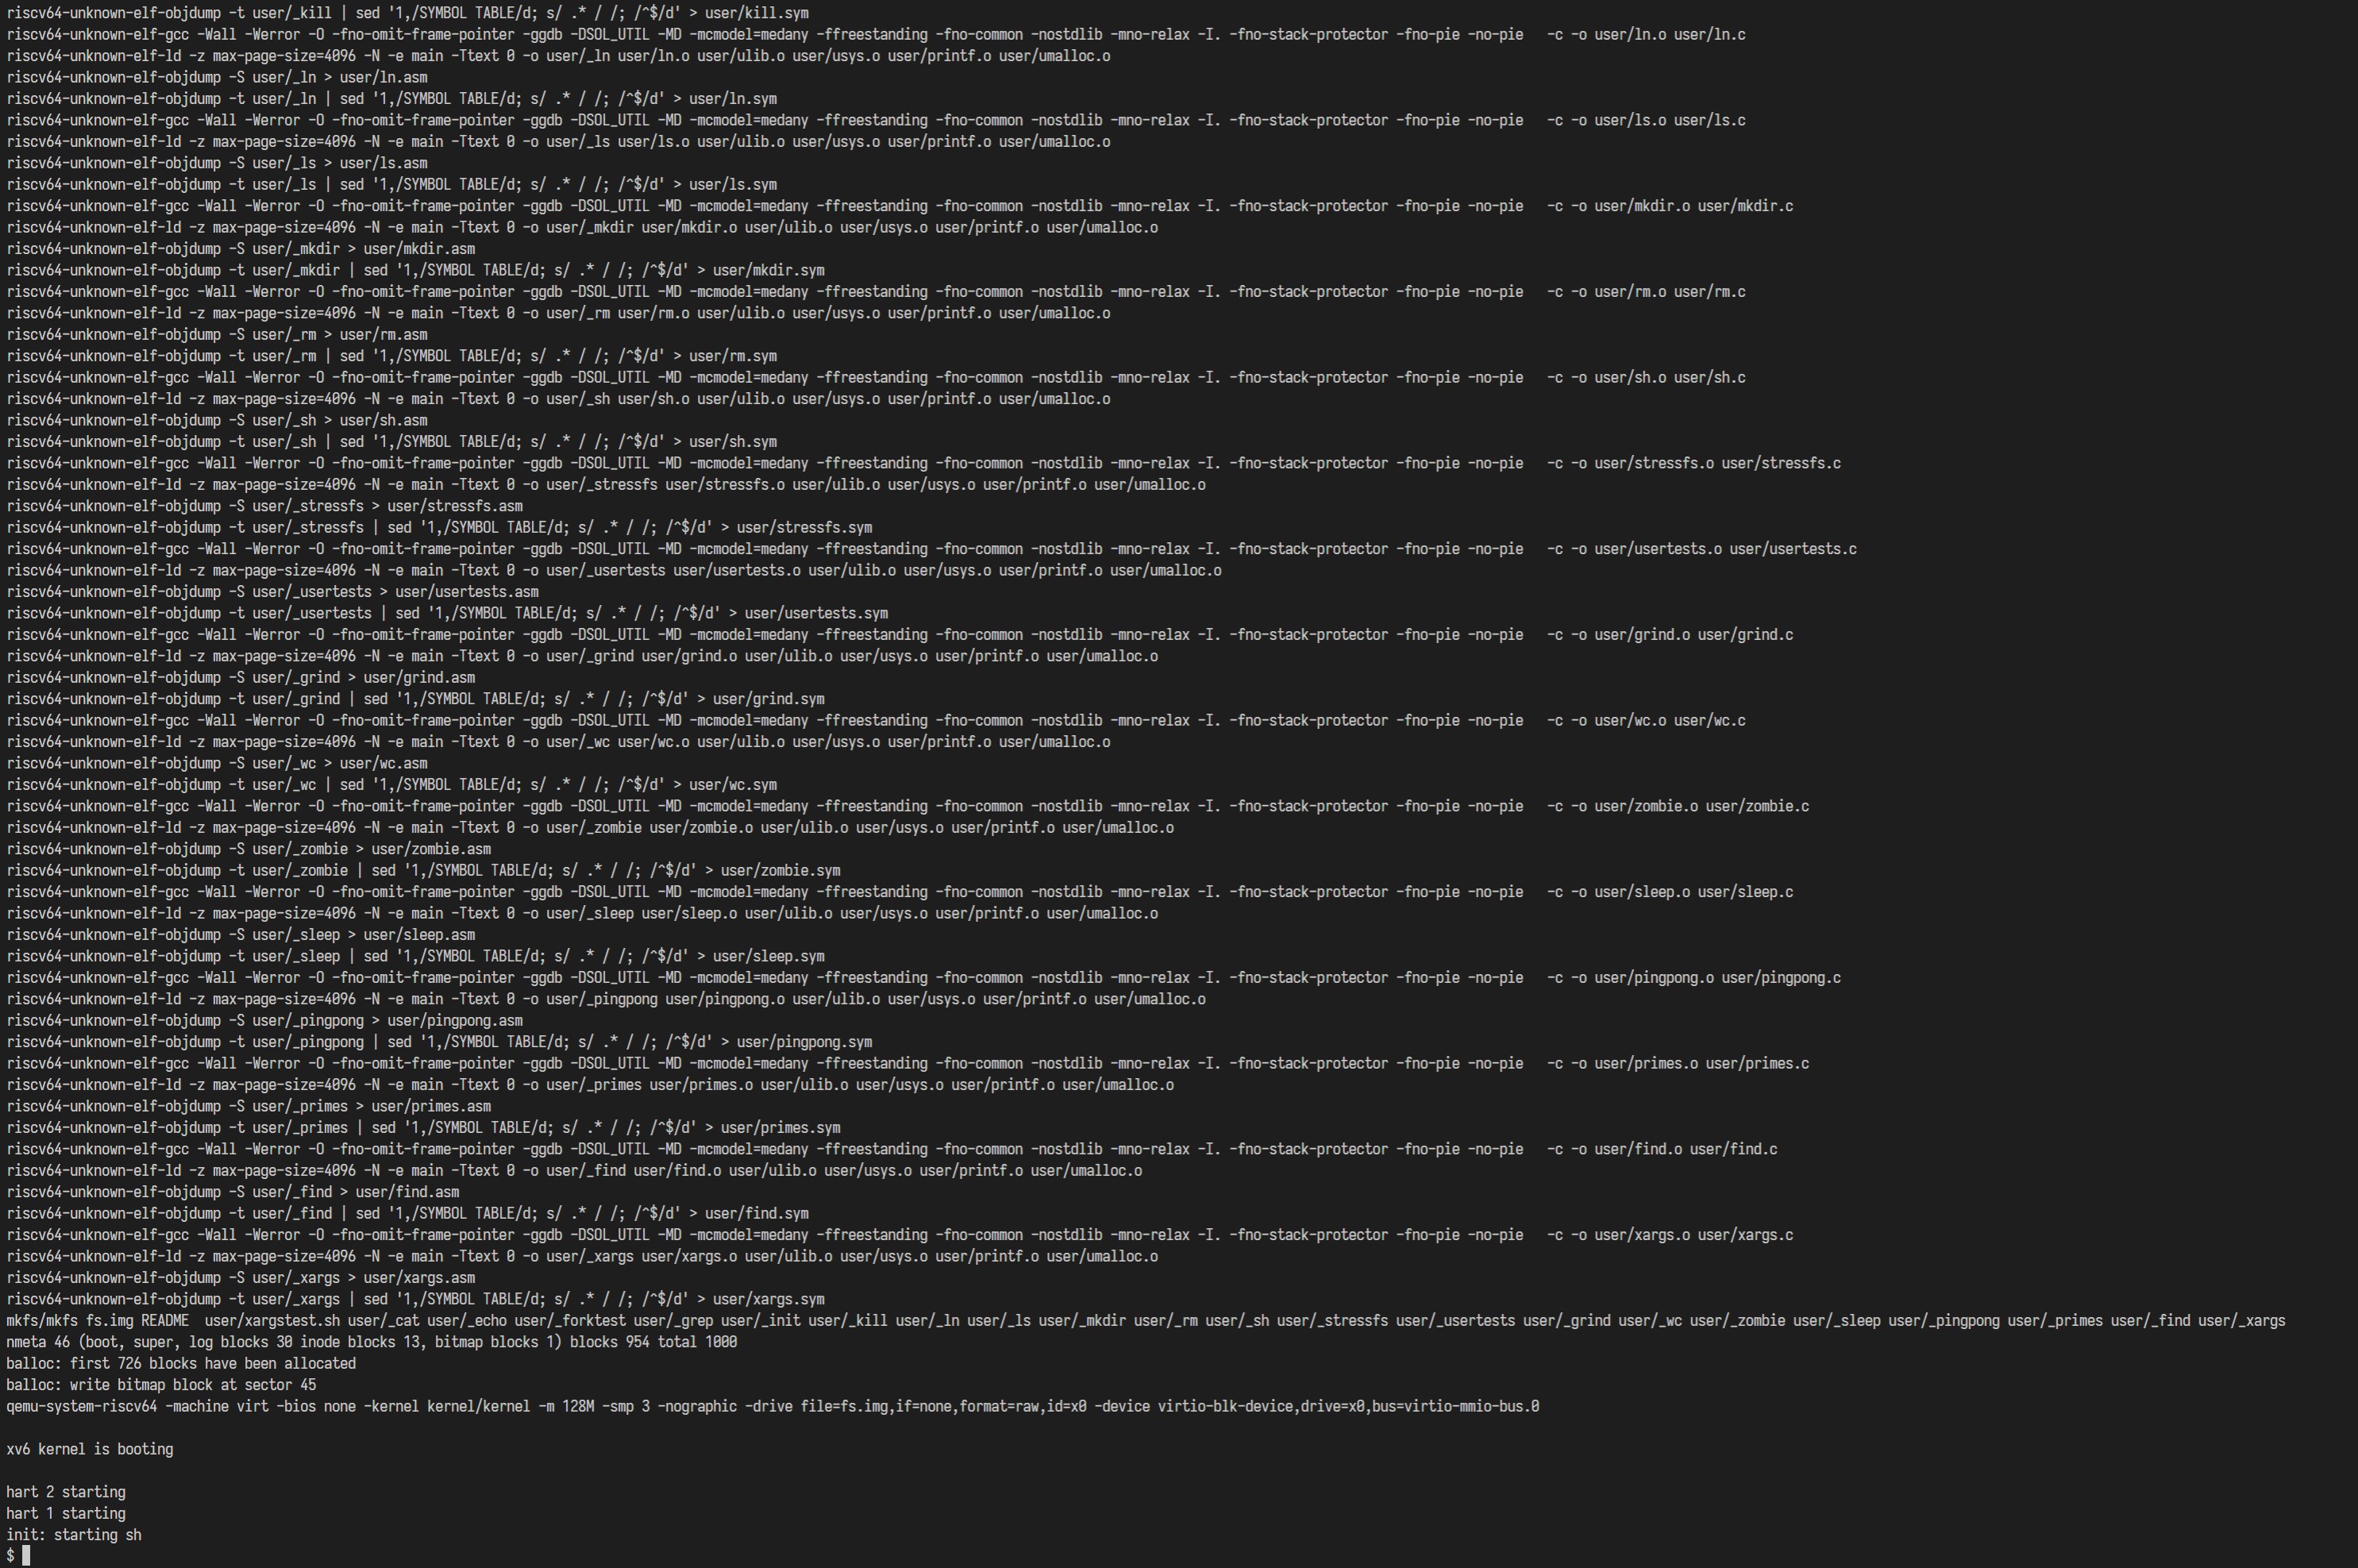 riscv64-unknown-elf-objdump -t user/_kill | sed '1,/SYMBOL TABLE/d; s/ .* / /; /^$/d' > user/kill.sym
riscv64-unknown-elf-gcc -Wall -Werror -O -fno-omit-frame-pointer -ggdb -DSOL_UTIL -MD -mcmodel=medany -ffreestanding -fno-common -nostdlib -mno-relax -I. -fno-stack-protector -fno-pie -no-pie   -c -o user/ln.o user/ln.c
riscv64-unknown-elf-ld -z max-page-size=4096 -N -e main -Ttext 0 -o user/_ln user/ln.o user/ulib.o user/usys.o user/printf.o user/umalloc.o
riscv64-unknown-elf-objdump -S user/_ln > user/ln.asm
riscv64-unknown-elf-objdump -t user/_ln | sed '1,/SYMBOL TABLE/d; s/ .* / /; /^$/d' > user/ln.sym
riscv64-unknown-elf-gcc -Wall -Werror -O -fno-omit-frame-pointer -ggdb -DSOL_UTIL -MD -mcmodel=medany -ffreestanding -fno-common -nostdlib -mno-relax -I. -fno-stack-protector -fno-pie -no-pie   -c -o user/ls.o user/ls.c
riscv64-unknown-elf-ld -z max-page-size=4096 -N -e main -Ttext 0 -o user/_ls user/ls.o user/ulib.o user/usys.o user/printf.o user/umalloc.o
riscv64-unknown-elf-objdump -S user/_ls > user/ls.asm
riscv64-unknown-elf-objdump -t user/_ls | sed '1,/SYMBOL TABLE/d; s/ .* / /; /^$/d' > user/ls.sym
riscv64-unknown-elf-gcc -Wall -Werror -O -fno-omit-frame-pointer -ggdb -DSOL_UTIL -MD -mcmodel=medany -ffreestanding -fno-common -nostdlib -mno-relax -I. -fno-stack-protector -fno-pie -no-pie   -c -o user/mkdir.o user/mkdir.c
riscv64-unknown-elf-ld -z max-page-size=4096 -N -e main -Ttext 0 -o user/_mkdir user/mkdir.o user/ulib.o user/usys.o user/printf.o user/umalloc.o
riscv64-unknown-elf-objdump -S user/_mkdir > user/mkdir.asm
riscv64-unknown-elf-objdump -t user/_mkdir | sed '1,/SYMBOL TABLE/d; s/ .* / /; /^$/d' > user/mkdir.sym
riscv64-unknown-elf-gcc -Wall -Werror -O -fno-omit-frame-pointer -ggdb -DSOL_UTIL -MD -mcmodel=medany -ffreestanding -fno-common -nostdlib -mno-relax -I. -fno-stack-protector -fno-pie -no-pie   -c -o user/rm.o user/rm.c
riscv64-unknown-elf-ld -z max-page-size=4096 -N -e main -Ttext 0 -o user/_rm user/rm.o user/ulib.o user/usys.o user/printf.o user/umalloc.o
riscv64-unknown-elf-objdump -S user/_rm > user/rm.asm
riscv64-unknown-elf-objdump -t user/_rm | sed '1,/SYMBOL TABLE/d; s/ .* / /; /^$/d' > user/rm.sym
riscv64-unknown-elf-gcc -Wall -Werror -O -fno-omit-frame-pointer -ggdb -DSOL_UTIL -MD -mcmodel=medany -ffreestanding -fno-common -nostdlib -mno-relax -I. -fno-stack-protector -fno-pie -no-pie   -c -o user/sh.o user/sh.c
riscv64-unknown-elf-ld -z max-page-size=4096 -N -e main -Ttext 0 -o user/_sh user/sh.o user/ulib.o user/usys.o user/printf.o user/umalloc.o
riscv64-unknown-elf-objdump -S user/_sh > user/sh.asm
riscv64-unknown-elf-objdump -t user/_sh | sed '1,/SYMBOL TABLE/d; s/ .* / /; /^$/d' > user/sh.sym
riscv64-unknown-elf-gcc -Wall -Werror -O -fno-omit-frame-pointer -ggdb -DSOL_UTIL -MD -mcmodel=medany -ffreestanding -fno-common -nostdlib -mno-relax -I. -fno-stack-protector -fno-pie -no-pie   -c -o user/stressfs.o user/stressfs.c
riscv64-unknown-elf-ld -z max-page-size=4096 -N -e main -Ttext 0 -o user/_stressfs user/stressfs.o user/ulib.o user/usys.o user/printf.o user/umalloc.o
riscv64-unknown-elf-objdump -S user/_stressfs > user/stressfs.asm
riscv64-unknown-elf-objdump -t user/_stressfs | sed '1,/SYMBOL TABLE/d; s/ .* / /; /^$/d' > user/stressfs.sym
riscv64-unknown-elf-gcc -Wall -Werror -O -fno-omit-frame-pointer -ggdb -DSOL_UTIL -MD -mcmodel=medany -ffreestanding -fno-common -nostdlib -mno-relax -I. -fno-stack-protector -fno-pie -no-pie   -c -o user/usertests.o user/usertests.c
riscv64-unknown-elf-ld -z max-page-size=4096 -N -e main -Ttext 0 -o user/_usertests user/usertests.o user/ulib.o user/usys.o user/printf.o user/umalloc.o
riscv64-unknown-elf-objdump -S user/_usertests > user/usertests.asm
riscv64-unknown-elf-objdump -t user/_usertests | sed '1,/SYMBOL TABLE/d; s/ .* / /; /^$/d' > user/usertests.sym
riscv64-unknown-elf-gcc -Wall -Werror -O -fno-omit-frame-pointer -ggdb -DSOL_UTIL -MD -mcmodel=medany -ffreestanding -fno-common -nostdlib -mno-relax -I. -fno-stack-protector -fno-pie -no-pie   -c -o user/grind.o user/grind.c
riscv64-unknown-elf-ld -z max-page-size=4096 -N -e main -Ttext 0 -o user/_grind user/grind.o user/ulib.o user/usys.o user/printf.o user/umalloc.o
riscv64-unknown-elf-objdump -S user/_grind > user/grind.asm
riscv64-unknown-elf-objdump -t user/_grind | sed '1,/SYMBOL TABLE/d; s/ .* / /; /^$/d' > user/grind.sym
riscv64-unknown-elf-gcc -Wall -Werror -O -fno-omit-frame-pointer -ggdb -DSOL_UTIL -MD -mcmodel=medany -ffreestanding -fno-common -nostdlib -mno-relax -I. -fno-stack-protector -fno-pie -no-pie   -c -o user/wc.o user/wc.c
riscv64-unknown-elf-ld -z max-page-size=4096 -N -e main -Ttext 0 -o user/_wc user/wc.o user/ulib.o user/usys.o user/printf.o user/umalloc.o
riscv64-unknown-elf-objdump -S user/_wc > user/wc.asm
riscv64-unknown-elf-objdump -t user/_wc | sed '1,/SYMBOL TABLE/d; s/ .* / /; /^$/d' > user/wc.sym
riscv64-unknown-elf-gcc -Wall -Werror -O -fno-omit-frame-pointer -ggdb -DSOL_UTIL -MD -mcmodel=medany -ffreestanding -fno-common -nostdlib -mno-relax -I. -fno-stack-protector -fno-pie -no-pie   -c -o user/zombie.o user/zombie.c
riscv64-unknown-elf-ld -z max-page-size=4096 -N -e main -Ttext 0 -o user/_zombie user/zombie.o user/ulib.o user/usys.o user/printf.o user/umalloc.o
riscv64-unknown-elf-objdump -S user/_zombie > user/zombie.asm
riscv64-unknown-elf-objdump -t user/_zombie | sed '1,/SYMBOL TABLE/d; s/ .* / /; /^$/d' > user/zombie.sym
riscv64-unknown-elf-gcc -Wall -Werror -O -fno-omit-frame-pointer -ggdb -DSOL_UTIL -MD -mcmodel=medany -ffreestanding -fno-common -nostdlib -mno-relax -I. -fno-stack-protector -fno-pie -no-pie   -c -o user/sleep.o user/sleep.c
riscv64-unknown-elf-ld -z max-page-size=4096 -N -e main -Ttext 0 -o user/_sleep user/sleep.o user/ulib.o user/usys.o user/printf.o user/umalloc.o
riscv64-unknown-elf-objdump -S user/_sleep > user/sleep.asm
riscv64-unknown-elf-objdump -t user/_sleep | sed '1,/SYMBOL TABLE/d; s/ .* / /; /^$/d' > user/sleep.sym
riscv64-unknown-elf-gcc -Wall -Werror -O -fno-omit-frame-pointer -ggdb -DSOL_UTIL -MD -mcmodel=medany -ffreestanding -fno-common -nostdlib -mno-relax -I. -fno-stack-protector -fno-pie -no-pie   -c -o user/pingpong.o user/pingpong.c
riscv64-unknown-elf-ld -z max-page-size=4096 -N -e main -Ttext 0 -o user/_pingpong user/pingpong.o user/ulib.o user/usys.o user/printf.o user/umalloc.o
riscv64-unknown-elf-objdump -S user/_pingpong > user/pingpong.asm
riscv64-unknown-elf-objdump -t user/_pingpong | sed '1,/SYMBOL TABLE/d; s/ .* / /; /^$/d' > user/pingpong.sym
riscv64-unknown-elf-gcc -Wall -Werror -O -fno-omit-frame-pointer -ggdb -DSOL_UTIL -MD -mcmodel=medany -ffreestanding -fno-common -nostdlib -mno-relax -I. -fno-stack-protector -fno-pie -no-pie   -c -o user/primes.o user/primes.c
riscv64-unknown-elf-ld -z max-page-size=4096 -N -e main -Ttext 0 -o user/_primes user/primes.o user/ulib.o user/usys.o user/printf.o user/umalloc.o
riscv64-unknown-elf-objdump -S user/_primes > user/primes.asm
riscv64-unknown-elf-objdump -t user/_primes | sed '1,/SYMBOL TABLE/d; s/ .* / /; /^$/d' > user/primes.sym
riscv64-unknown-elf-gcc -Wall -Werror -O -fno-omit-frame-pointer -ggdb -DSOL_UTIL -MD -mcmodel=medany -ffreestanding -fno-common -nostdlib -mno-relax -I. -fno-stack-protector -fno-pie -no-pie   -c -o user/find.o user/find.c
riscv64-unknown-elf-ld -z max-page-size=4096 -N -e main -Ttext 0 -o user/_find user/find.o user/ulib.o user/usys.o user/printf.o user/umalloc.o
riscv64-unknown-elf-objdump -S user/_find > user/find.asm
riscv64-unknown-elf-objdump -t user/_find | sed '1,/SYMBOL TABLE/d; s/ .* / /; /^$/d' > user/find.sym
riscv64-unknown-elf-gcc -Wall -Werror -O -fno-omit-frame-pointer -ggdb -DSOL_UTIL -MD -mcmodel=medany -ffreestanding -fno-common -nostdlib -mno-relax -I. -fno-stack-protector -fno-pie -no-pie   -c -o user/xargs.o user/xargs.c
riscv64-unknown-elf-ld -z max-page-size=4096 -N -e main -Ttext 0 -o user/_xargs user/xargs.o user/ulib.o user/usys.o user/printf.o user/umalloc.o
riscv64-unknown-elf-objdump -S user/_xargs > user/xargs.asm
riscv64-unknown-elf-objdump -t user/_xargs | sed '1,/SYMBOL TABLE/d; s/ .* / /; /^$/d' > user/xargs.sym
mkfs/mkfs fs.img README  user/xargstest.sh user/_cat user/_echo user/_forktest user/_grep user/_init user/_kill user/_ln user/_ls user/_mkdir user/_rm user/_sh user/_stressfs user/_usertests user/_grind user/_wc user/_zombie user/_sleep user/_pingpong user/_primes user/_find user/_xargs
nmeta 46 (boot, super, log blocks 30 inode blocks 13, bitmap blocks 1) blocks 954 total 1000
balloc: first 726 blocks have been allocated
balloc: write bitmap block at sector 45
qemu-system-riscv64 -machine virt -bios none -kernel kernel/kernel -m 128M -smp 3 -nographic -drive file=fs.img,if=none,format=raw,id=x0 -device virtio-blk-device,drive=x0,bus=virtio-mmio-bus.0
xv6 kernel is booting
hart 2 starting
hart 1 starting
init: starting sh
$